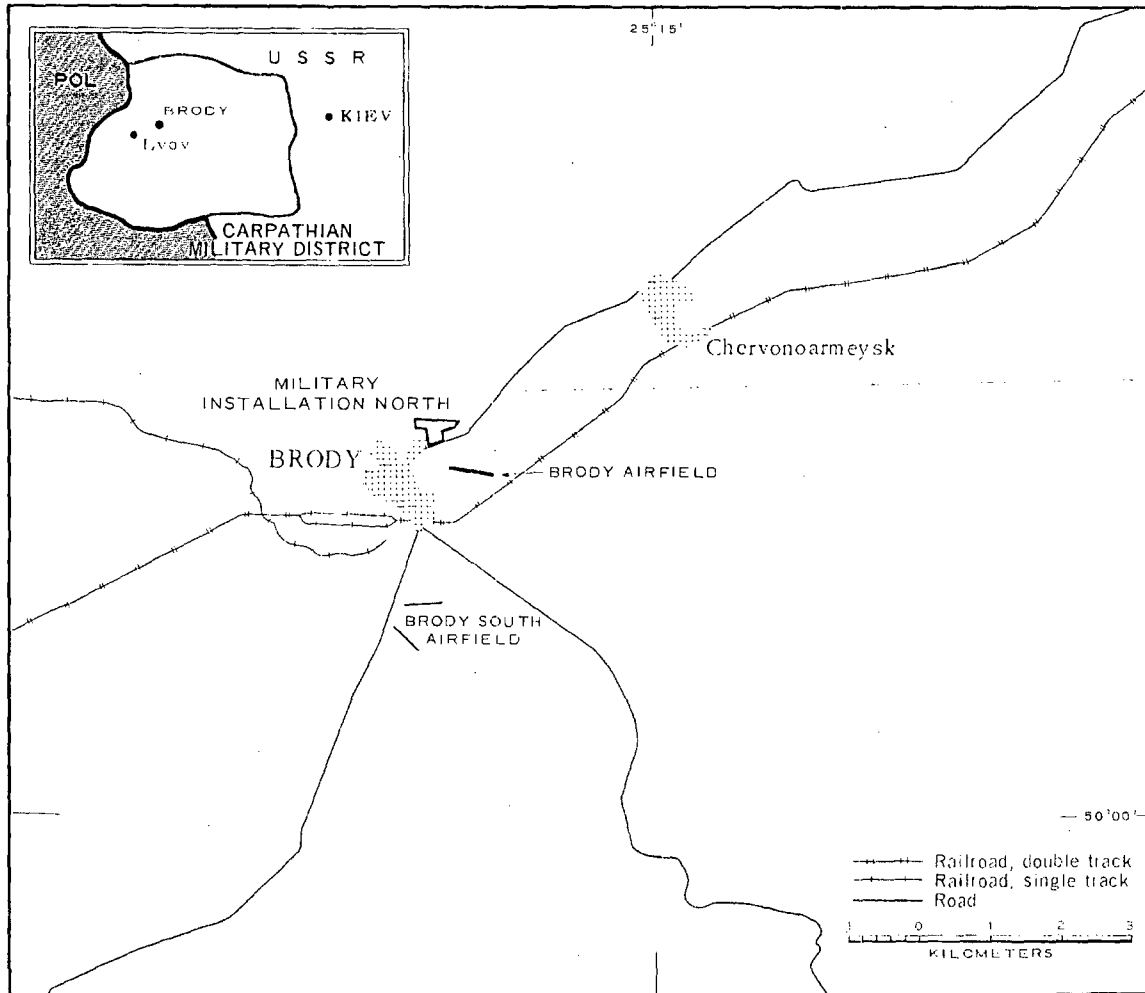 25°15'
U S S R
POL
BRODY
Lvov
KIEV
CARPATHIAN
MILITARY DISTRICT
Chervonoarmeysk
MILITARY
INSTALLATION NORTH
BRODY
BRODY AIRFIELD
BRODY SOUTH
AIRFIELD
50°00'
Railroad, double track
Railroad, single track
Road
1 0 1 2 3
KILOMETERS